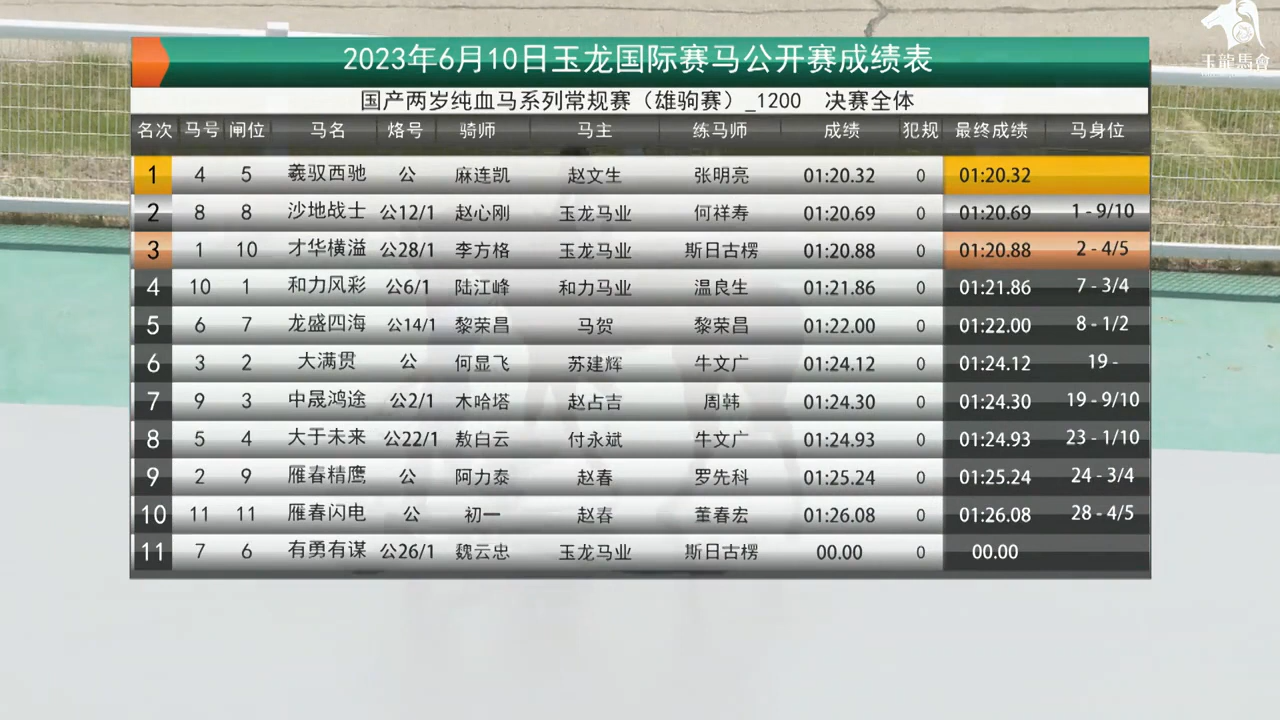 玉龍馬會
2023年6月10日玉龙国际赛马公开赛成绩表
国产两岁纯血马系列常规赛（雄驹赛）_1200 决赛全体
名次 马号 闸位 马名 烙号 骑师 马主 练马师 成绩 犯规 最终成绩 马身位
1 4 5 羲驭西驰 公 麻连凯 赵文生 张明亮 01:20.32 0 01:20.32
2 8 8 沙地战士 公12/1 赵心刚 玉龙马业 何祥寿 01:20.69 0 01:20.69 1 - 9/10
3 1 10 才华横溢 公28/1 李方格 玉龙马业 斯日古楞 01:20.88 0 01:20.88 2 - 4/5
4 10 1 和力风彩 公6/1 陆江峰 和力马业 温良生 01:21.86 0 01:21.86 7 - 3/4
5 6 7 龙盛四海 公14/1 黎荣昌 马贺 黎荣昌 01:22.00 0 01:22.00 8 - 1/2
6 3 2 大满贯 公 何显飞 苏建辉 牛文广 01:24.12 0 01:24.12 19 -
7 9 3 中晟鸿途 公2/1 木哈塔 赵占吉 周韩 01:24.30 0 01:24.30 19 - 9/10
8 5 4 大于未来 公22/1 敖白云 付永斌 牛文广 01:24.93 0 01:24.93 23 - 1/10
9 2 9 雁春精鹰 公 阿力泰 赵春 罗先科 01:25.24 0 01:25.24 24 - 3/4
10 11 11 雁春闪电 公 初一 赵春 董春宏 01:26.08 0 01:26.08 28 - 4/5
11 7 6 有勇有谋 公26/1 魏云忠 玉龙马业 斯日古楞 00.00 0 00.00